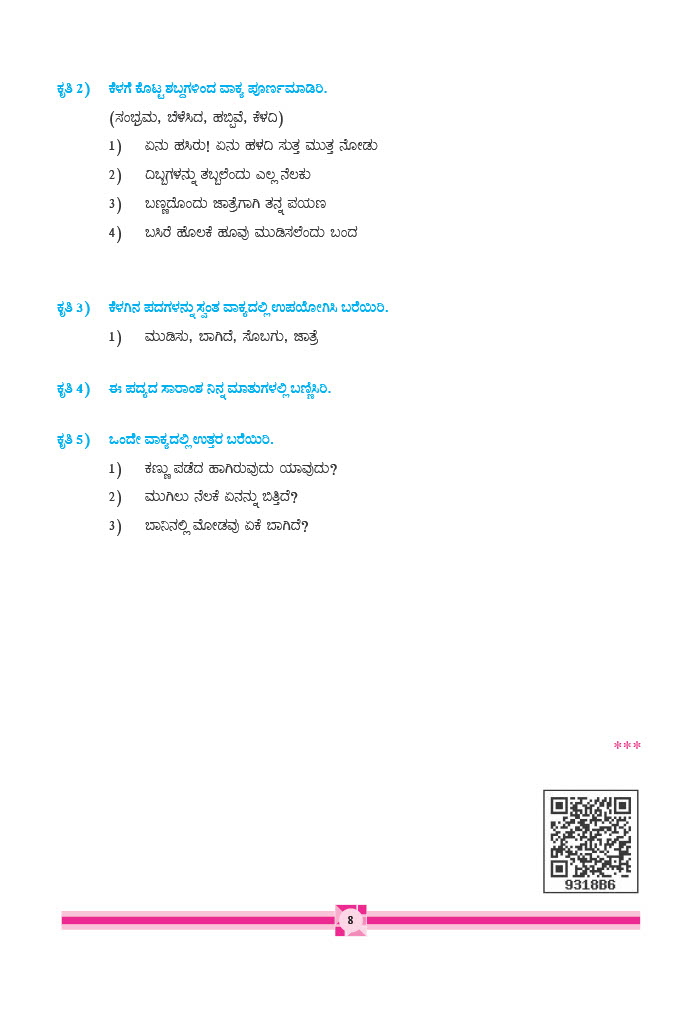 ಕೃತಿ 2) ಕೆಳಗೆ ಕೊಟ್ಟ ಶಬ್ದಗಳಿಂದ ವಾಕ್ಯ ಪೂರ್ಣಮಾಡಿರಿ.
(ಸಂಭ್ರಮ, ಬೆಳೆಸಿದ, ಹಬ್ಬಿವೆ, ಕೆಳದಿ)
1) ಏನು ಹಸಿರು! ಏನು ಹಳದಿ ಸುತ್ತ ಮುತ್ತ ನೋಡು
2) ದಿಬ್ಬಗಳನ್ನು ತಬ್ಬಲೆಂದು ಎಲ್ಲ ನೆಲಕು
3) ಬಣ್ಣದೊಂದು ಜಾತ್ರೆಗಾಗಿ ತನ್ನ ಪಯಣ
4) ಬಸಿರೆ ಹೊಲಕೆ ಹೂವು ಮುಡಿಸಲೆಂದು ಬಂದ
ಕೃತಿ 3) ಕೆಳಗಿನ ಪದಗಳನ್ನು ಸ್ವಂತ ವಾಕ್ಯದಲ್ಲಿ ಉಪಯೋಗಿಸಿ ಬರೆಯಿರಿ.
1) ಮುಡಿಸು, ಬಾಗಿದೆ, ಸೊಬಗು, ಜಾತ್ರೆ
ಕೃತಿ 4) ಈ ಪದ್ಯದ ಸಾರಾಂಶ ನಿನ್ನ ಮಾತುಗಳಲ್ಲಿ ಬಣ್ಣಿಸಿರಿ.
ಕೃತಿ 5) ಒಂದೇ ವಾಕ್ಯದಲ್ಲಿ ಉತ್ತರ ಬರೆಯಿರಿ.
1) ಕಣ್ಣು ಪಡೆದ ಹಾಗಿರುವುದು ಯಾವುದು?
2) ಮುಗಿಲು ನೆಲಕೆ ಏನನ್ನು ಬಿತ್ತಿದೆ?
3) ಬಾನಿನಲ್ಲಿ ಮೋಡವು ಏಕೆ ಬಾಗಿದೆ?
***
9318B6
8